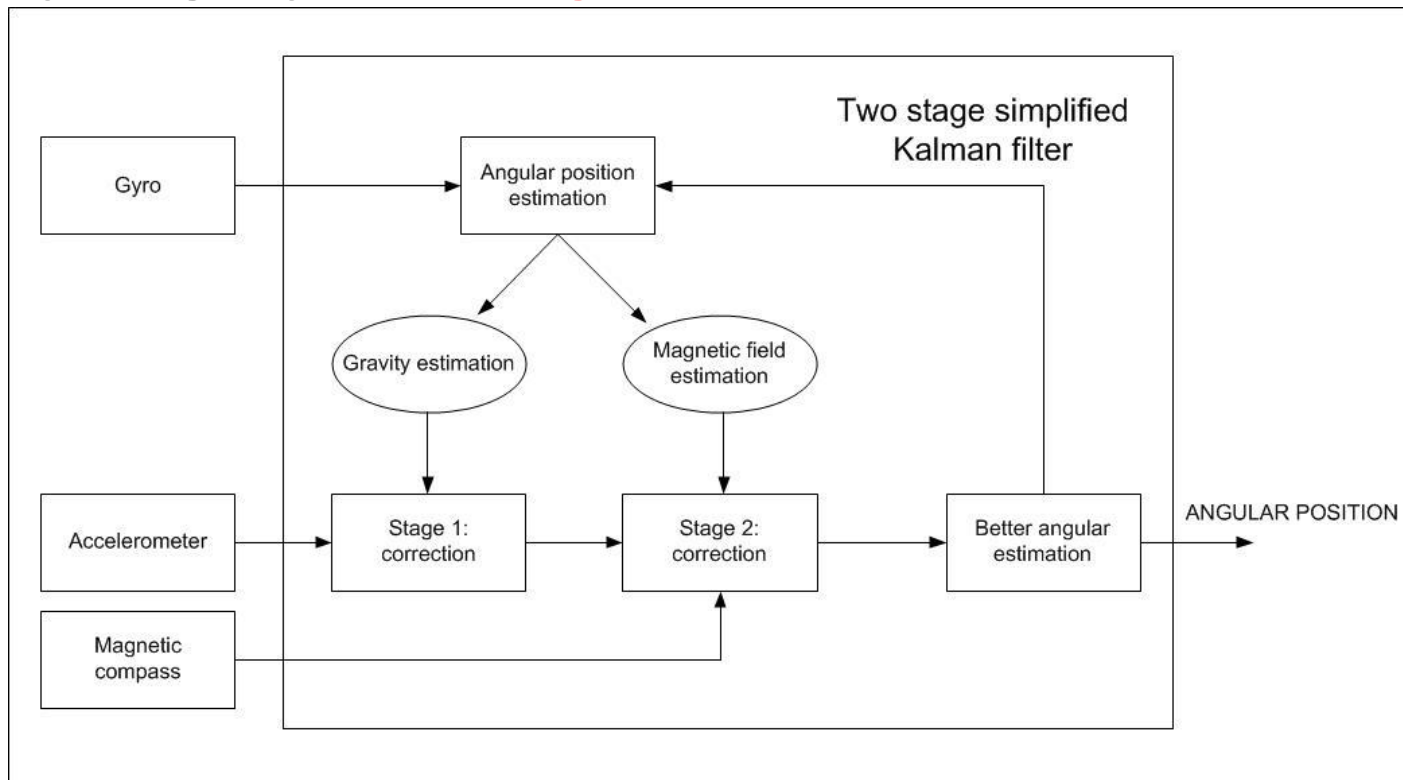 Two stage simplified
Kalman filter
Gyro
Angular position
estimation
Gravity estimation
Magnetic field
estimation
Accelerometer
Stage 1:
correction
Stage 2:
correction
Better angular
estimation
ANGULAR POSITION
Magnetic
compass